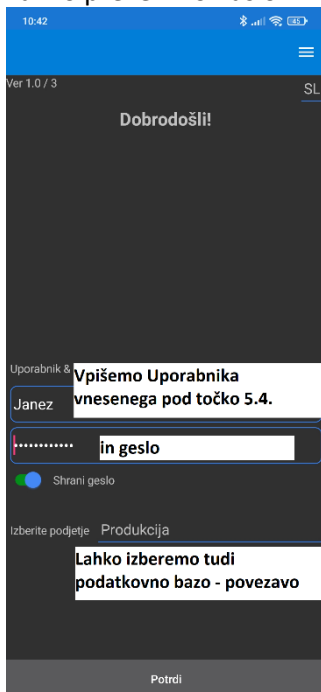 10:42
45
Ver 1.0 / 3
SL
Dobrodošli!
Uporabnik &
Vpišemo Uporabnika
vnesenega pod točko 5.4.
Janez
in geslo
Shrani geslo
Izberite podjetje Produkcija
Lahko izberemo tudi
podatkovno bazo - povezavo
Potrdi